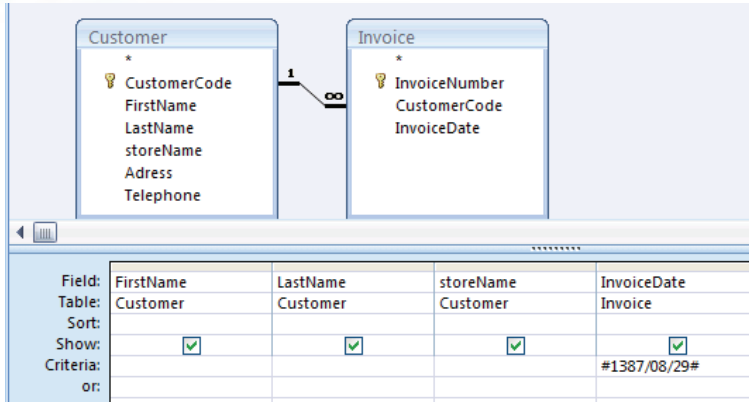 Customer
*
CustomerCode
FirstName
LastName
storeName
Adress
Telephone
1
∞
Invoice
*
InvoiceNumber
CustomerCode
InvoiceDate
Field: FirstName LastName storeName InvoiceDate
Table: Customer Customer Customer Invoice
Sort:
Show:
Criteria: #1387/08/29#
or: